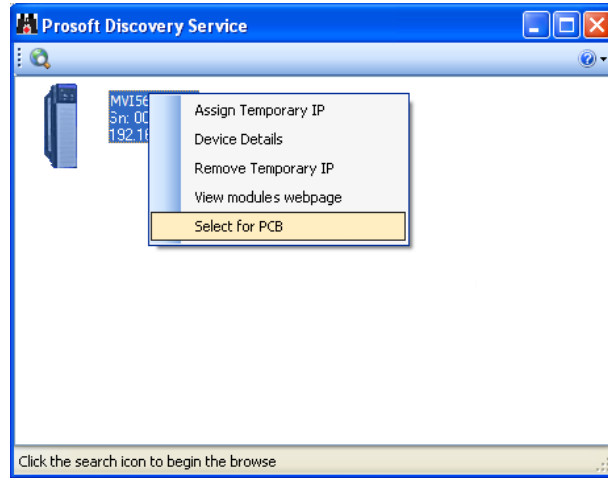 Prosoft Discovery Service
MVI56
Sn: 00
192.16
Assign Temporary IP
Device Details
Remove Temporary IP
View modules webpage
Select for PCB
Click the search icon to begin the browse